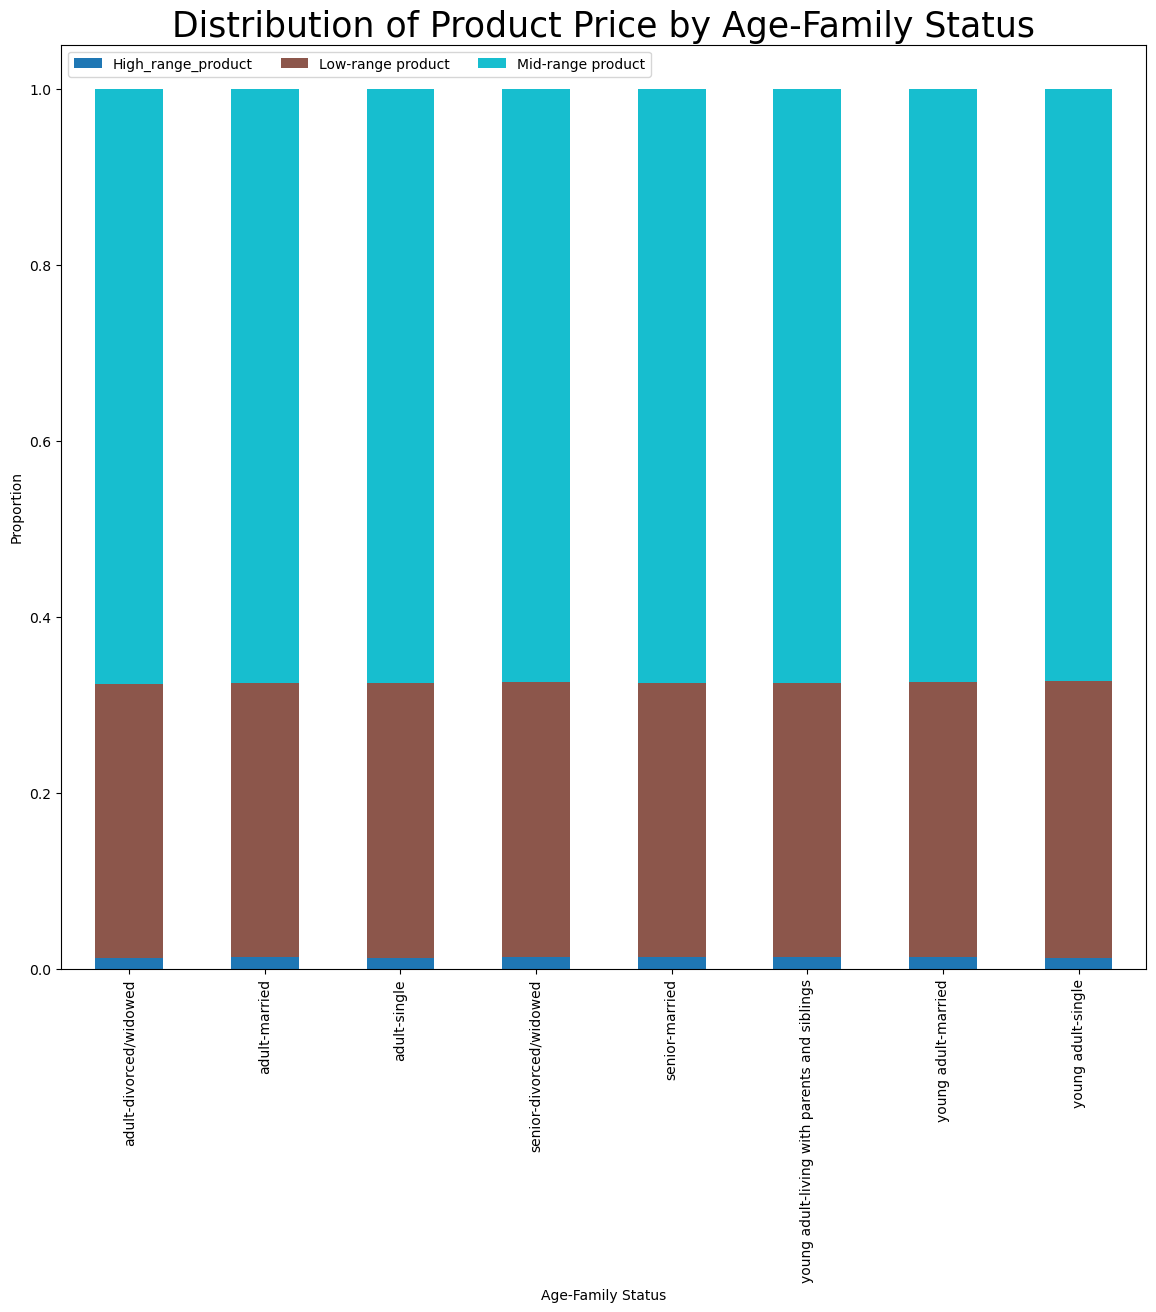 Distribution of Product Price by Age-Family Status
High_range_product Low-range product Mid-range product
1.0
0.8
0.6
0.4
0.2
0.0
Proportion
adult-divorced/widowed
adult-married
adult-single
senior-divorced/widowed
senior-married
young adult-living with parents and siblings
young adult-married
young adult-single
Age-Family Status